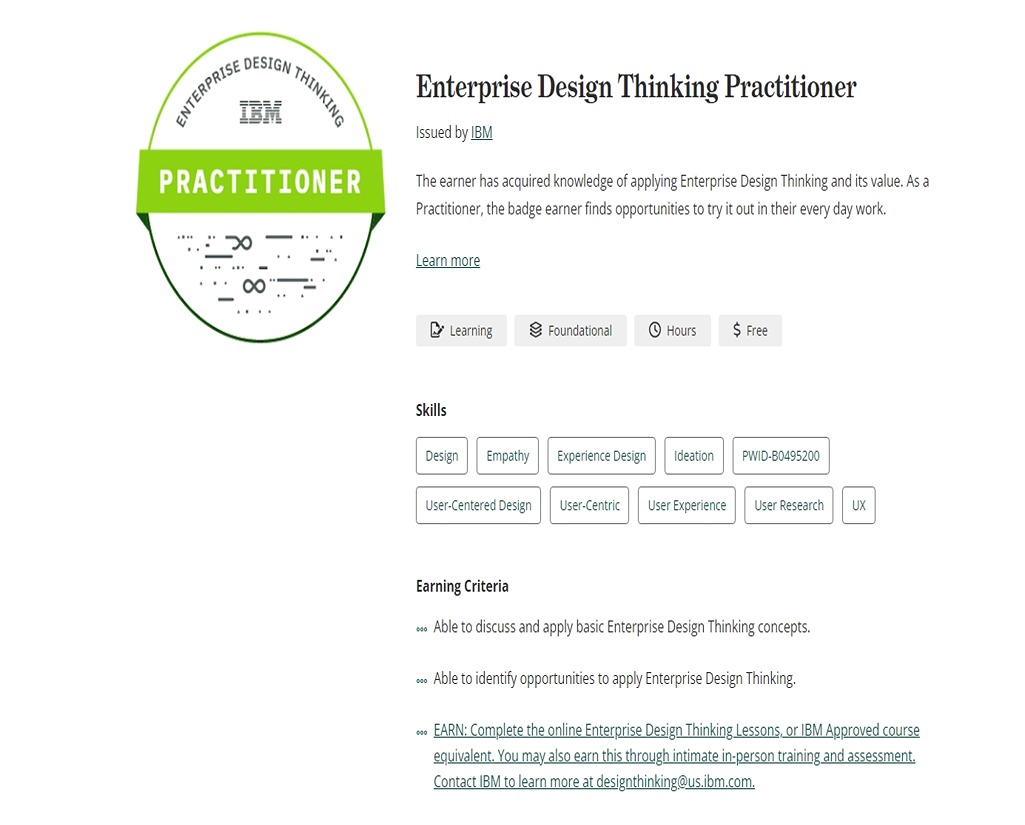 ENTERPRISE DESIGN THINKING
IBM
PRACTITIONER
Enterprise Design Thinking Practitioner
Issued by IBM
The earner has acquired knowledge of applying Enterprise Design Thinking and its value. As a
Practitioner, the badge earner finds opportunities to try it out in their every day work.
Learn more
Learning Foundational Hours Free
Skills
Design Empathy Experience Design Ideation PWID-B0495200
User-Centered Design User-Centric User Experience User Research UX
Earning Criteria
Able to discuss and apply basic Enterprise Design Thinking concepts.
Able to identify opportunities to apply Enterprise Design Thinking.
EARN: Complete the online Enterprise Design Thinking Lessons, or IBM Approved course
equivalent. You may also earn this through intimate in-person training and assessment.
Contact IBM to learn more at designthinking@us.ibm.com.